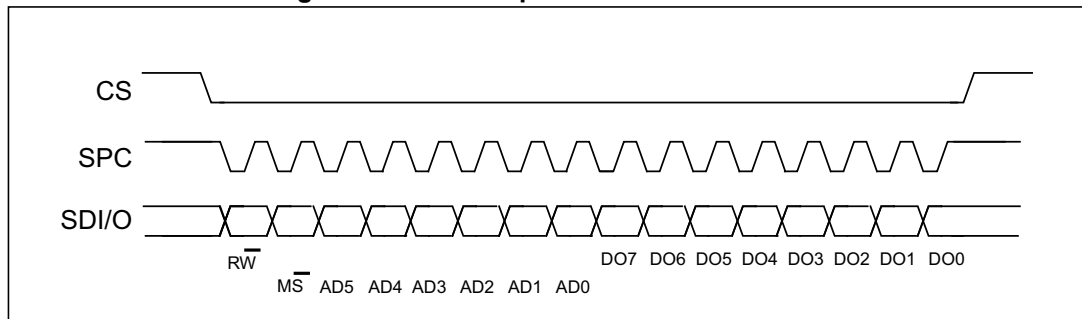 CS
SPC
SDI/O
RW̅ DO7 DO6 DO5 DO4 DO3 DO2 DO1 DO0
MS̅ AD5 AD4 AD3 AD2 AD1 AD0